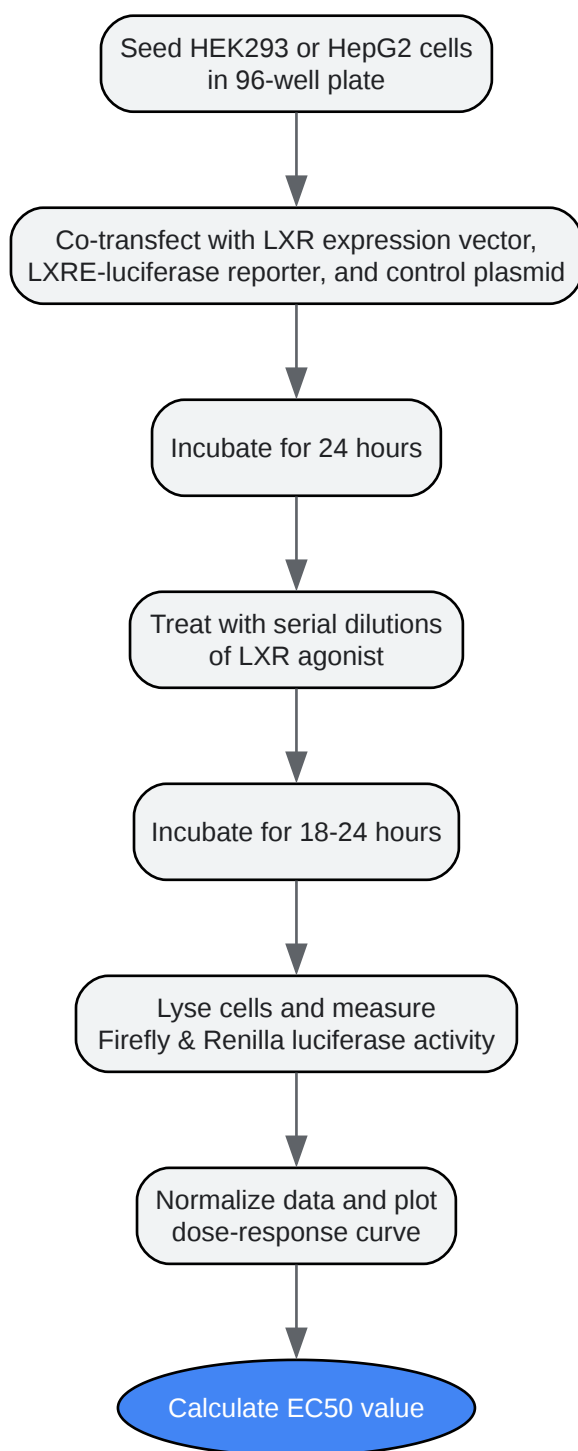 Seed HEK293 or HepG2 cells
in 96-well plate
Co-transfect with LXR expression vector,
LXRE-luciferase reporter, and control plasmid
Incubate for 24 hours
Treat with serial dilutions
of LXR agonist
Incubate for 18-24 hours
Lyse cells and measure
Firefly & Renilla luciferase activity
Normalize data and plot
dose-response curve
Calculate EC50 value